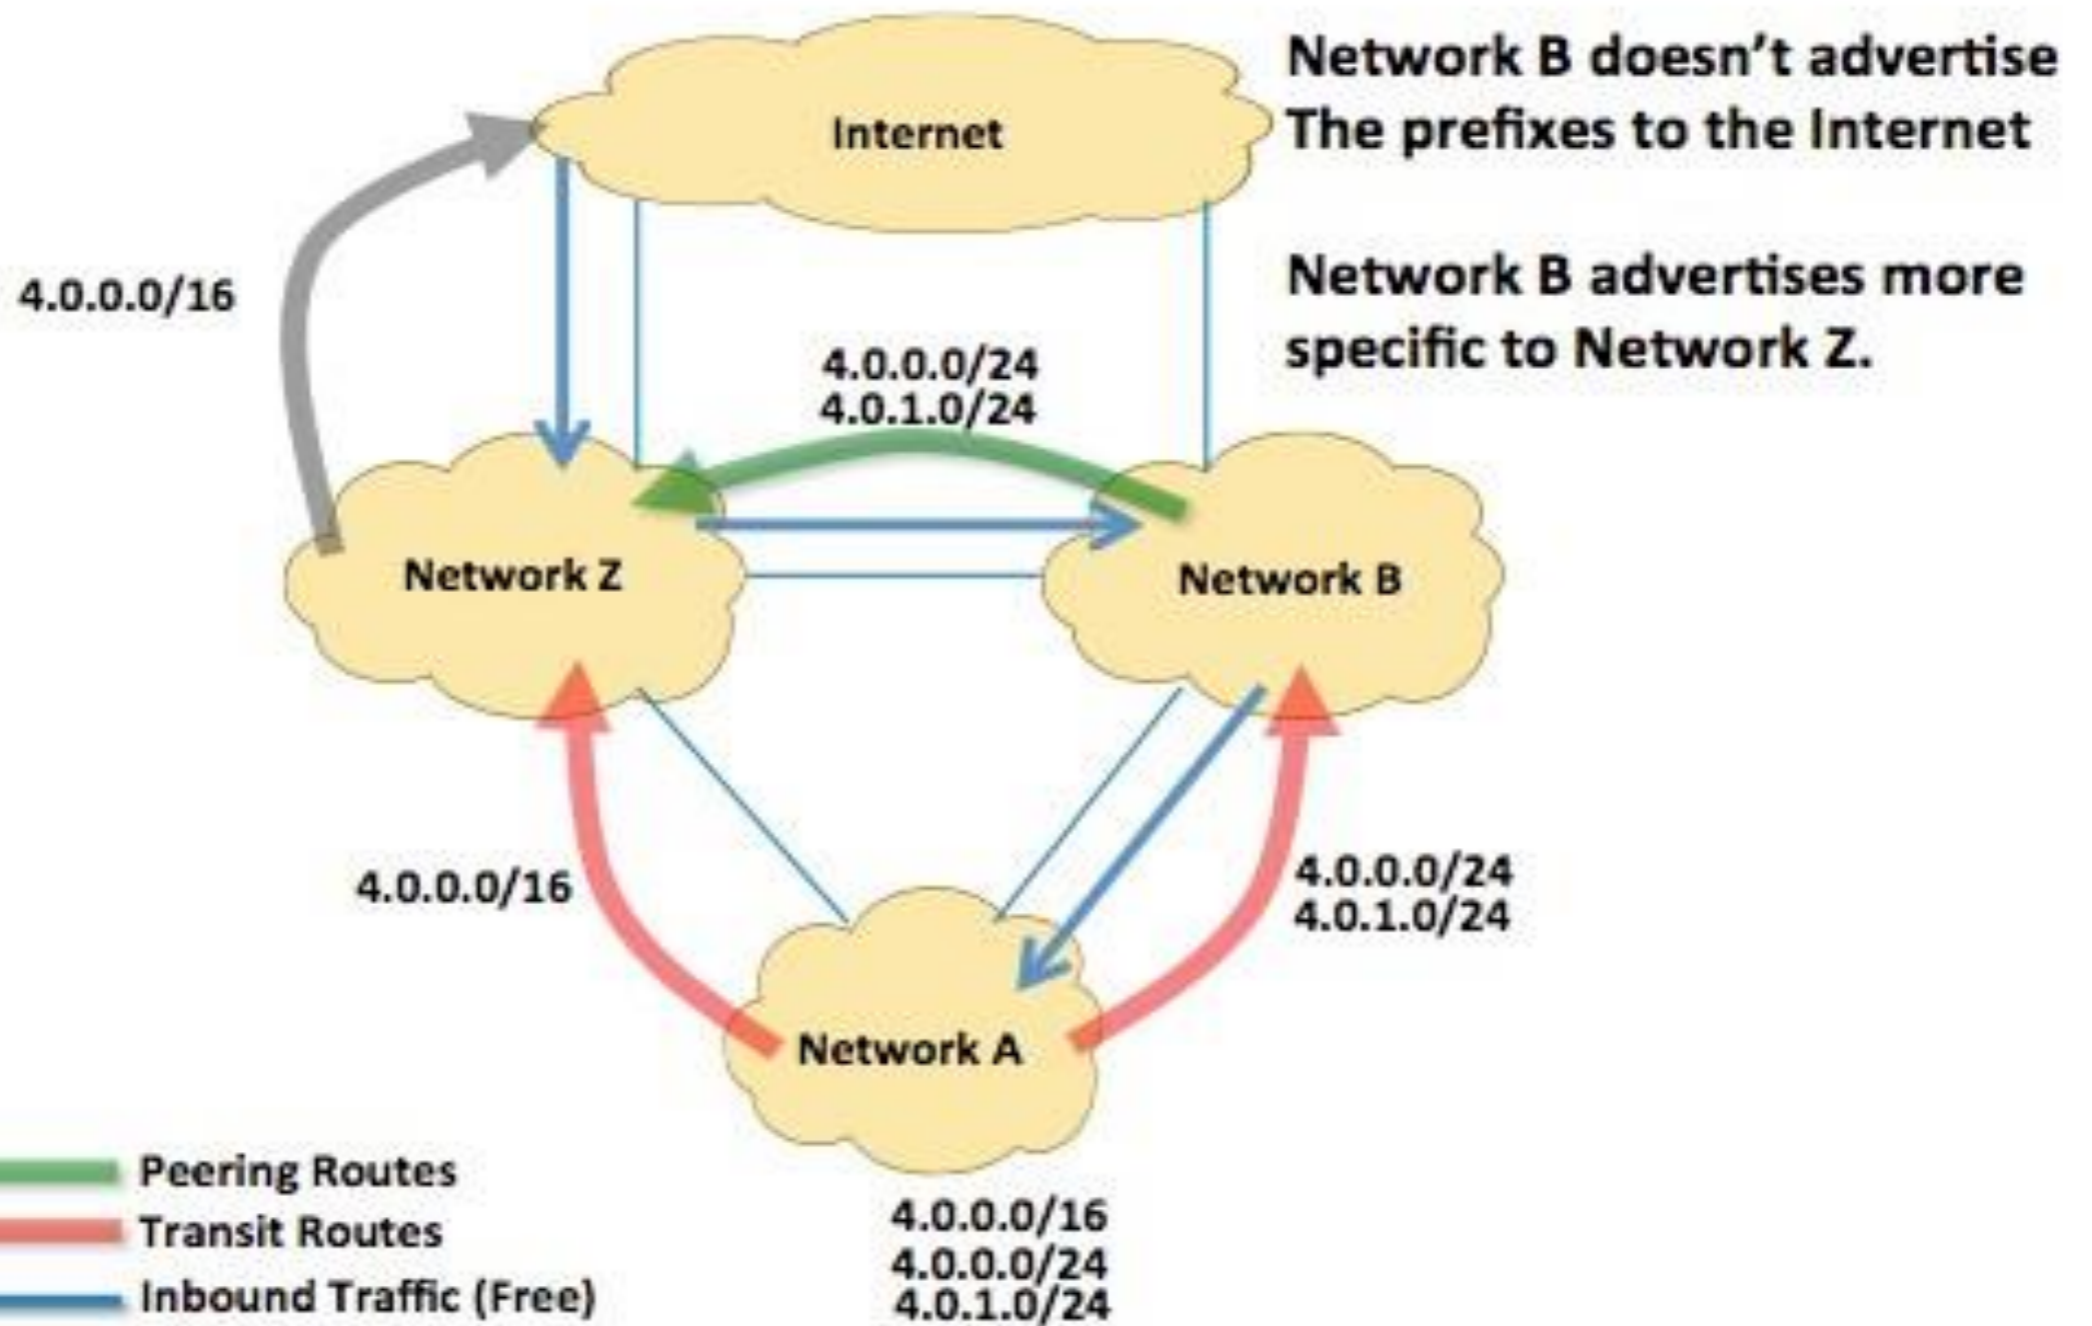 Network B doesn't advertise
The prefixes to the Internet
Internet
Network B advertises more
specific to Network Z.
4.0.0.0/16
4.0.0.0/24
4.0.1.0/24
Network Z
Network B
4.0.0.0/16
4.0.0.0/24
4.0.1.0/24
Network A
Peering Routes
Transit Routes
Inbound Traffic (Free)
4.0.0.0/16
4.0.0.0/24
4.0.1.0/24